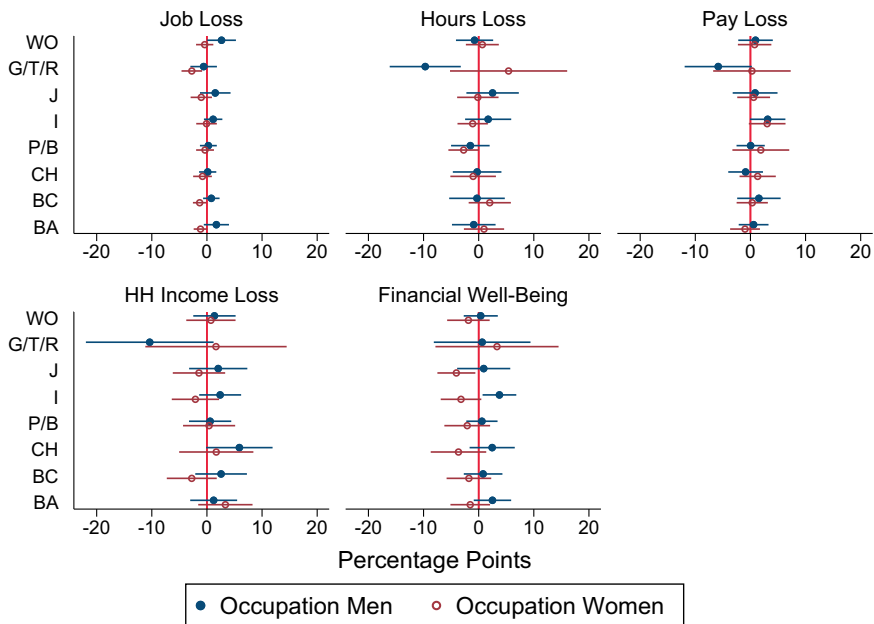 Job Loss Hours Loss Pay Loss
WO
G/T/R
J
I
P/B
CH
BC
BA
-20 -10 0 10 20 -20 -10 0 10 20 -20 -10 0 10 20
HH Income Loss Financial Well-Being
WO
G/T/R
J
I
P/B
CH
BC
BA
-20 -10 0 10 20 -20 -10 0 10 20
Percentage Points
Occupation Men Occupation Women